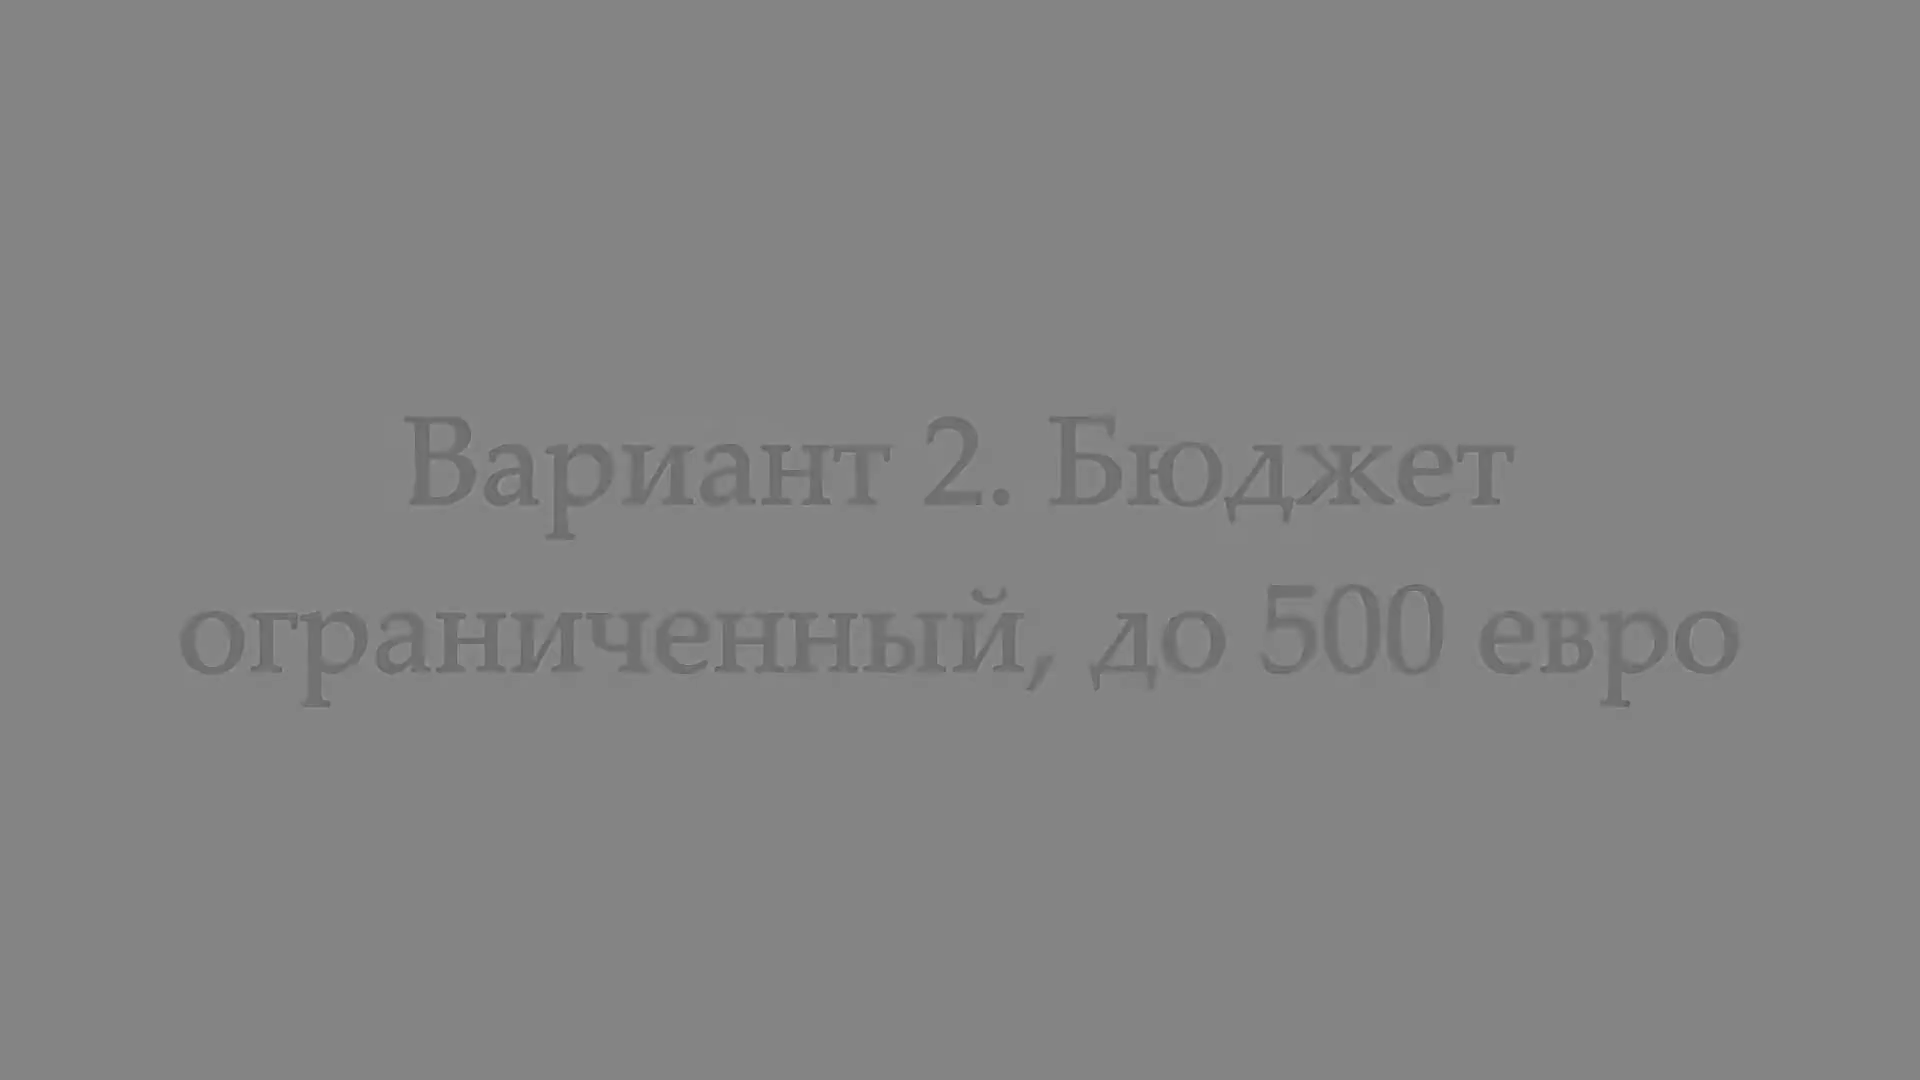 Вариант 2. Бюджет
ограниченный, до 500 евро